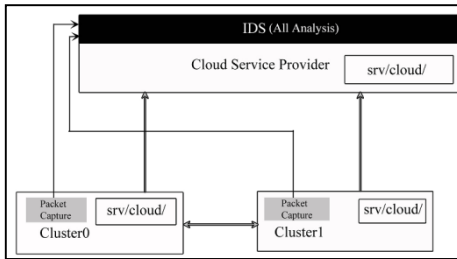 IDS (All Analysis)
Cloud Service Provider
srv/cloud/
Packet
Capture
srv/cloud/
Cluster0
Packet
Capture
srv/cloud/
Cluster1